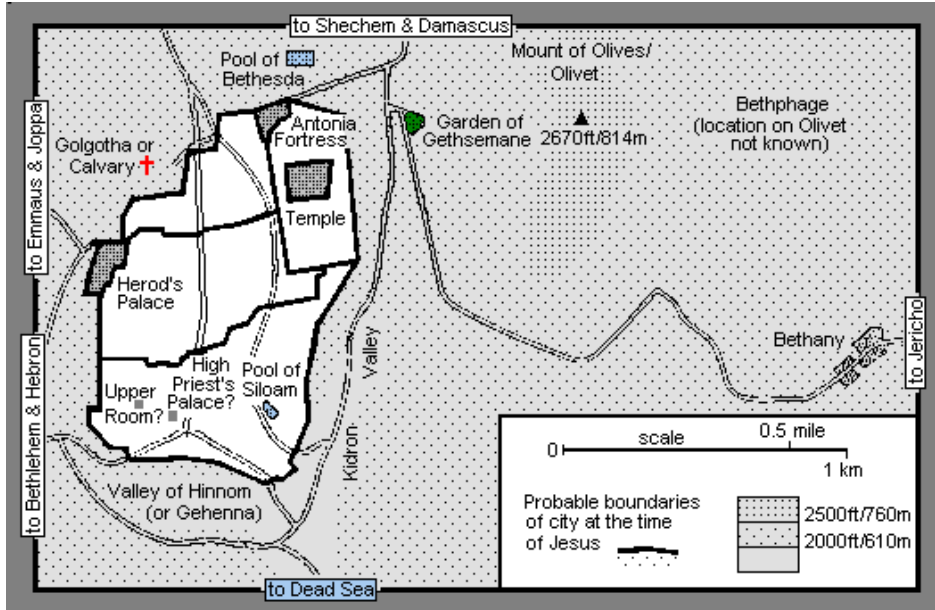 to Shechem & Damascus
Pool of
Bethesda
Mount of Olives/
Olivet
2670ft/814m
Bethphage
(location on Olivet
not known)
Garden of
Gethsemane
Antonia
Fortress
Golgotha or
Calvary
to Emmaus & Joppa
Temple
Herod's
Palace
to Bethlehem & Hebron
Upper
Room?
High
Priest's
Palace?
Pool of
Siloam
Kidron
Valley
Bethany
to Jericho
Valley of Hinnom
(or Gehenna)
to Dead Sea
0
scale
0.5 mile
1 km
Probable boundaries
of city at the time
of Jesus
2500ft/760m
2000ft/610m